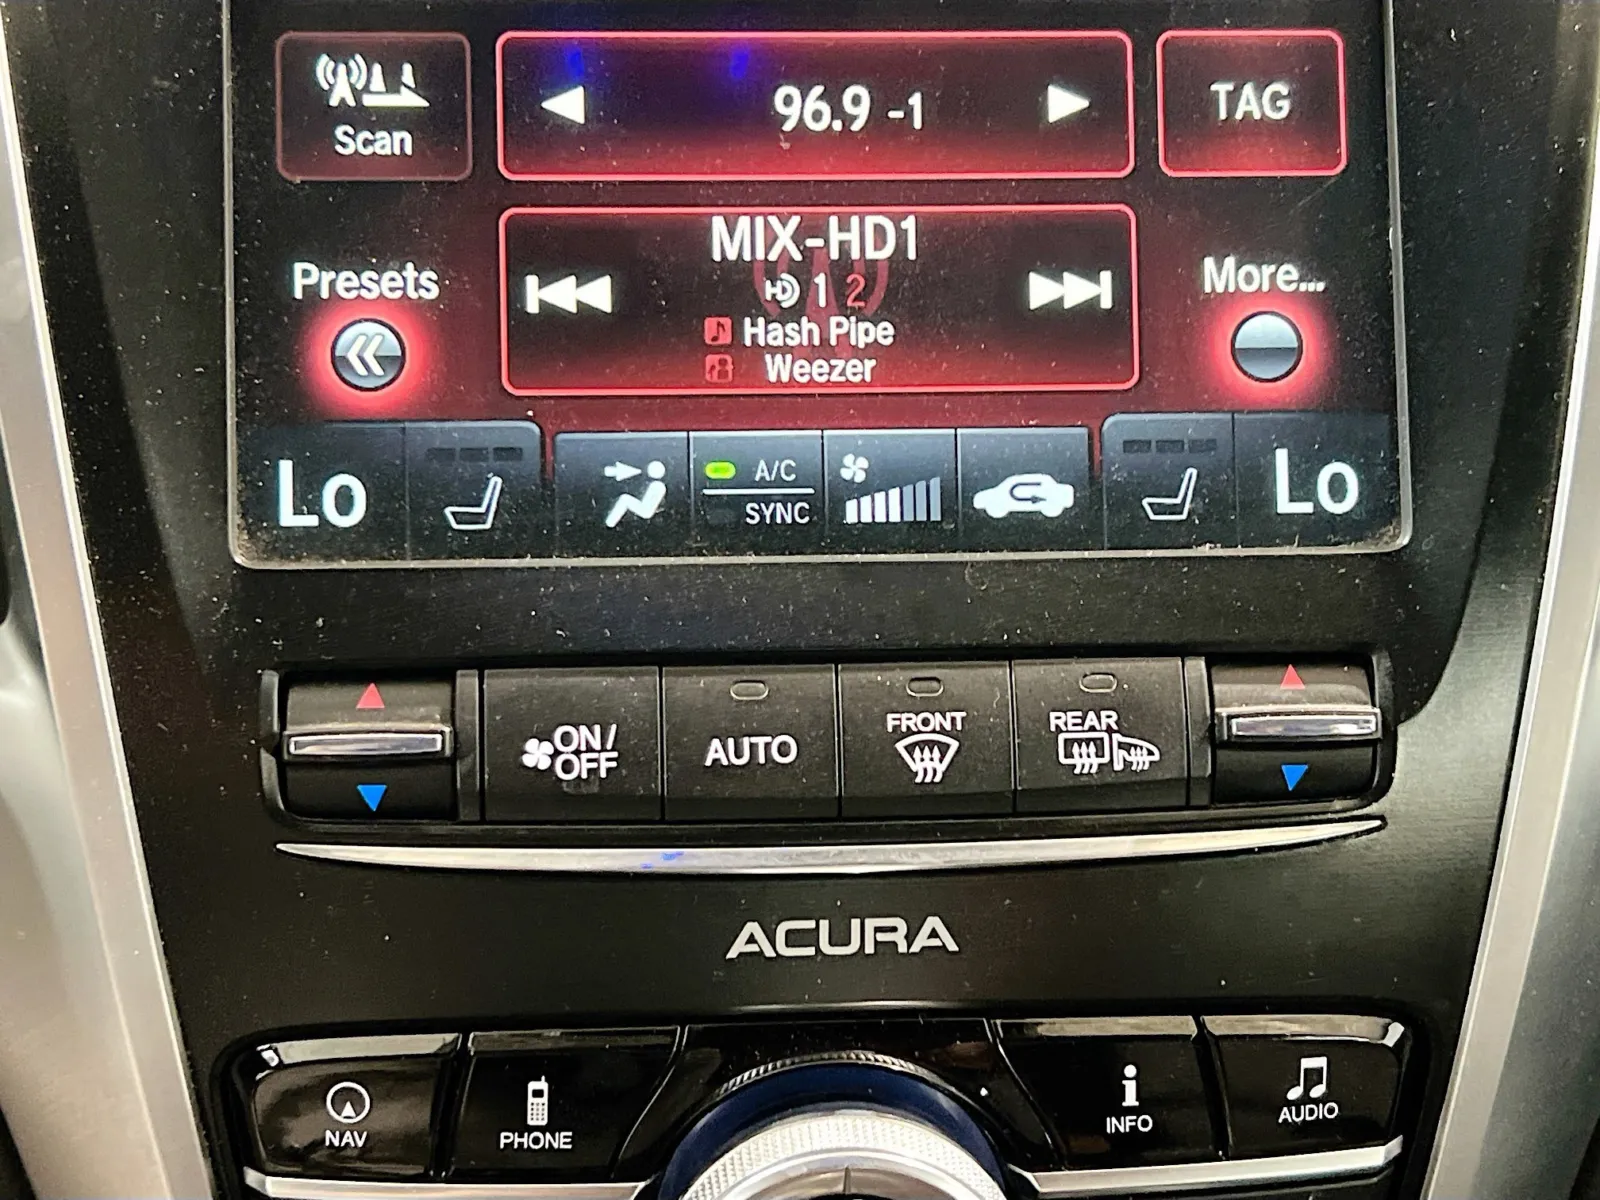 Scan
96.9 -1
TAG
Presets
MIX-HD1
HD 1 2
Hash Pipe
Weezer
More...
Lo
A/C
SYNC
Lo
ON/
OFF
AUTO
FRONT
REAR
ACURA
NAV
PHONE
i
INFO
AUDIO